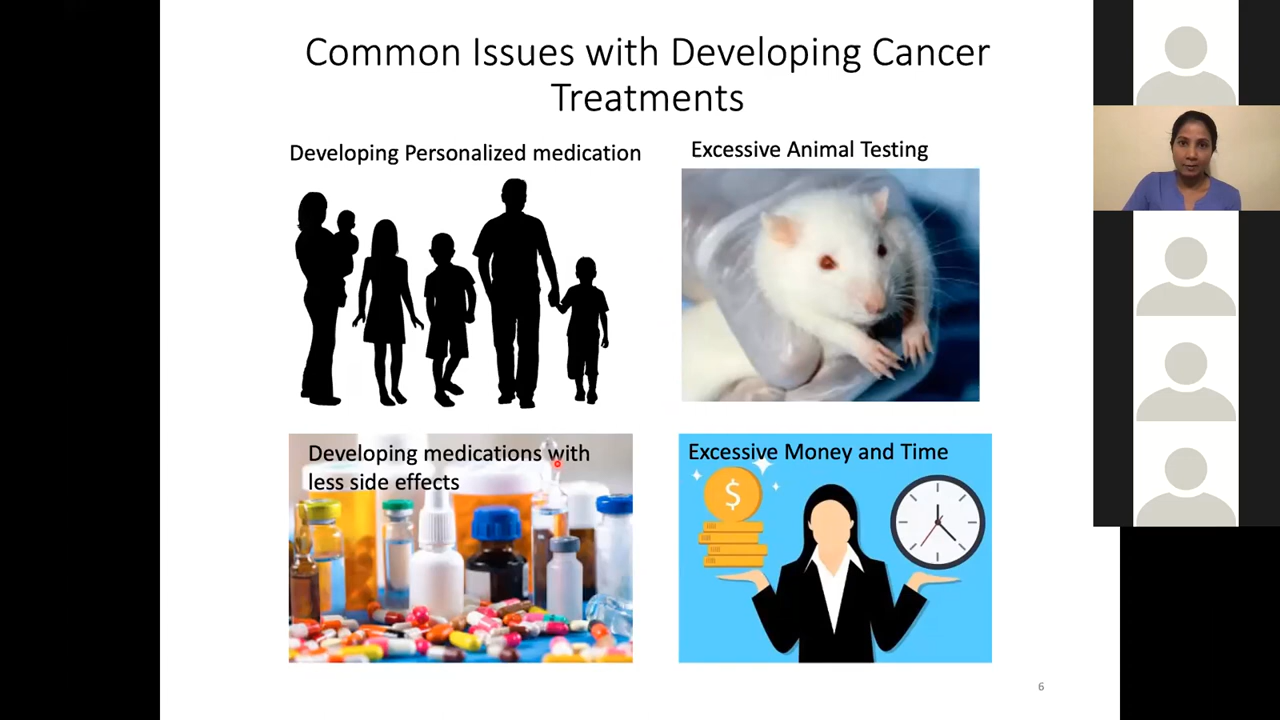 Common Issues with Developing Cancer
Treatments
Developing Personalized medication
Excessive Animal Testing
Developing medications with
less side effects
Excessive Money and Time
$
6